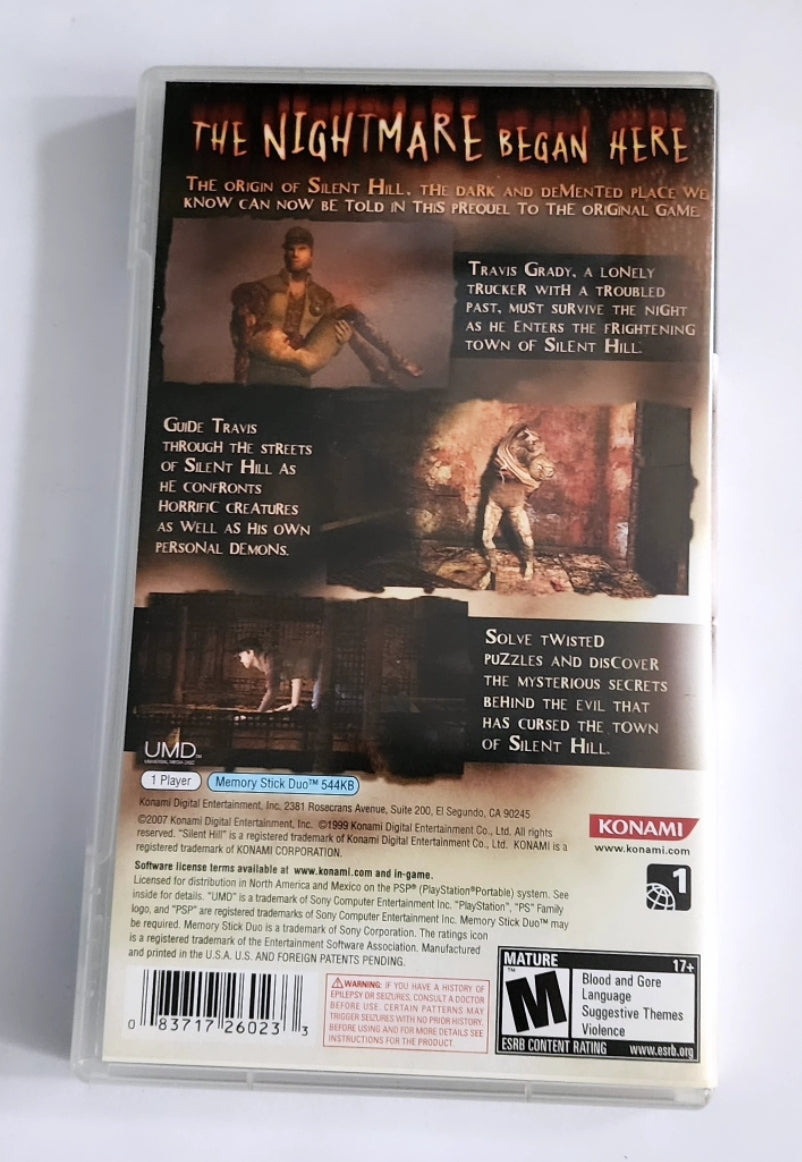 THE NIGHTMARE BEGAN HERE
THE ORIGIN OF SILENT HILL, THE DARK AND DEMENTED PLACE WE
KNOW CAN NOW BE TOLD IN THIS PREQUEL TO THE ORIGINAL GAME.
TRAVIS GRADY, A LONELY
TRUCKER WITH A TROUBLED
PAST, MUST SURVIVE THE NIGHT
AS HE ENTERS THE FRIGHTENING
TOWN OF SILENT HILL.
GUIDE TRAVIS
THROUGH THE STREETS
OF SILENT HILL AS
HE CONFRONTS
HORRIFIC CREATURES
AS WELL AS HIS OWN
PERSONAL DEMONS.
SOLVE TWISTED
PUZZLES AND DISCOVER
THE MYSTERIOUS SECRETS
BEHIND THE EVIL THAT
HAS CURSED THE TOWN
OF SILENT HILL.
UMD™
UNIVERSAL MEDIA DISC
1 Player
Memory Stick Duo™ 544KB
Konami Digital Entertainment, Inc. 2381 Rosecrans Avenue, Suite 200, El Segundo, CA 90245
©2007 Konami Digital Entertainment, Inc. ©1999 Konami Digital Entertainment Co., Ltd. All rights
reserved. "Silent Hill" is a registered trademark of Konami Digital Entertainment Co., Ltd. KONAMI is a
registered trademark of KONAMI CORPORATION.
KONAMI
www.konami.com
Software license terms available at www.konami.com and in-game.
Licensed for distribution in North America and Mexico on the PSP® (PlayStation®Portable) system. See
inside for details. "UMD" is a trademark of Sony Computer Entertainment Inc. "PlayStation", "PS" Family
logo, and "PSP" are registered trademarks of Sony Computer Entertainment Inc. Memory Stick Duo™ may
be required. Memory Stick Duo is a trademark of Sony Corporation. The ratings icon
is a registered trademark of the Entertainment Software Association. Manufactured
and printed in the U.S.A. U.S. AND FOREIGN PATENTS PENDING.
1
0 83717 26023 3
WARNING: IF YOU HAVE A HISTORY OF
EPILEPSY OR SEIZURES, CONSULT A DOCTOR
BEFORE USE. CERTAIN PATTERNS MAY
TRIGGER SEIZURES WITH NO PRIOR HISTORY.
BEFORE USING AND FOR MORE DETAILS SEE
INSTRUCTIONS FOR THE PRODUCT.
MATURE 17+
M™
Blood and Gore
Language
Suggestive Themes
Violence
ESRB CONTENT RATING www.esrb.org